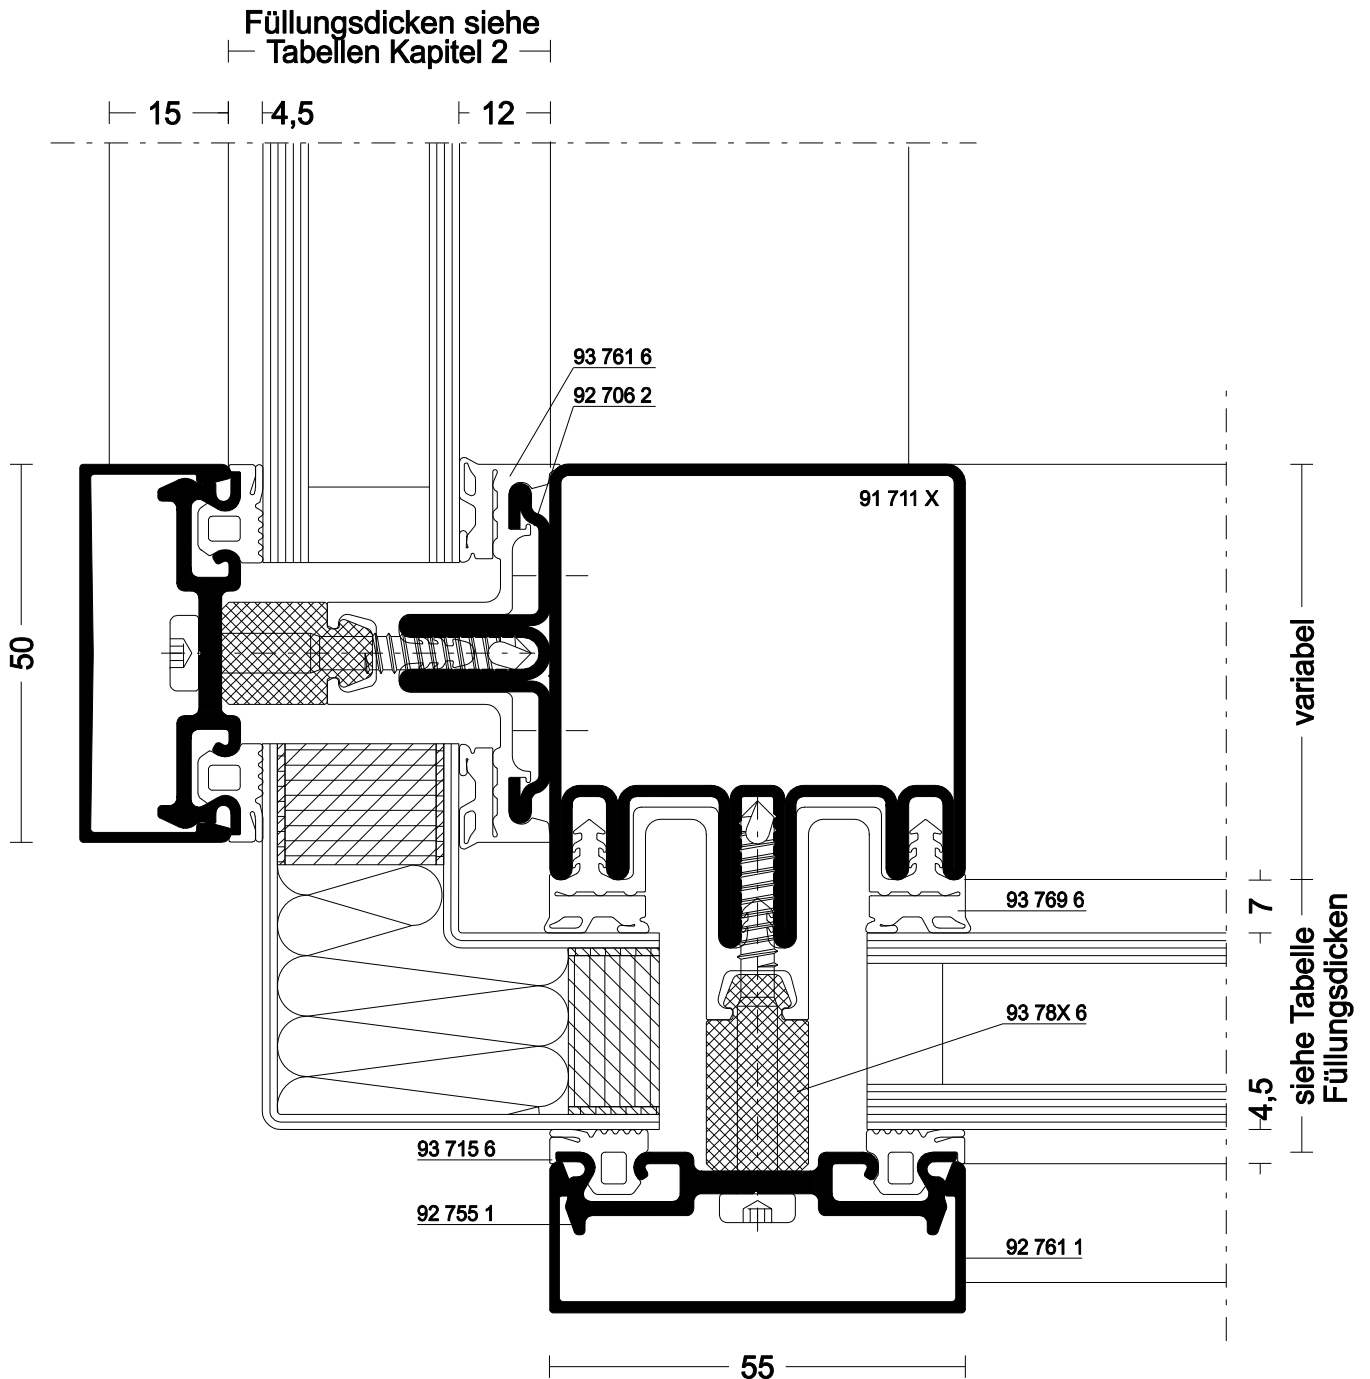 Füllungsdicken siehe
Tabellen Kapitel 2
15
4,5
12
93 761 6
92 706 2
91 711 X
50
variabel
93 769 6
7
siehe Tabelle
Füllungsdicken
93 78X 6
4,5
93 715 6
92 755 1
92 761 1
55